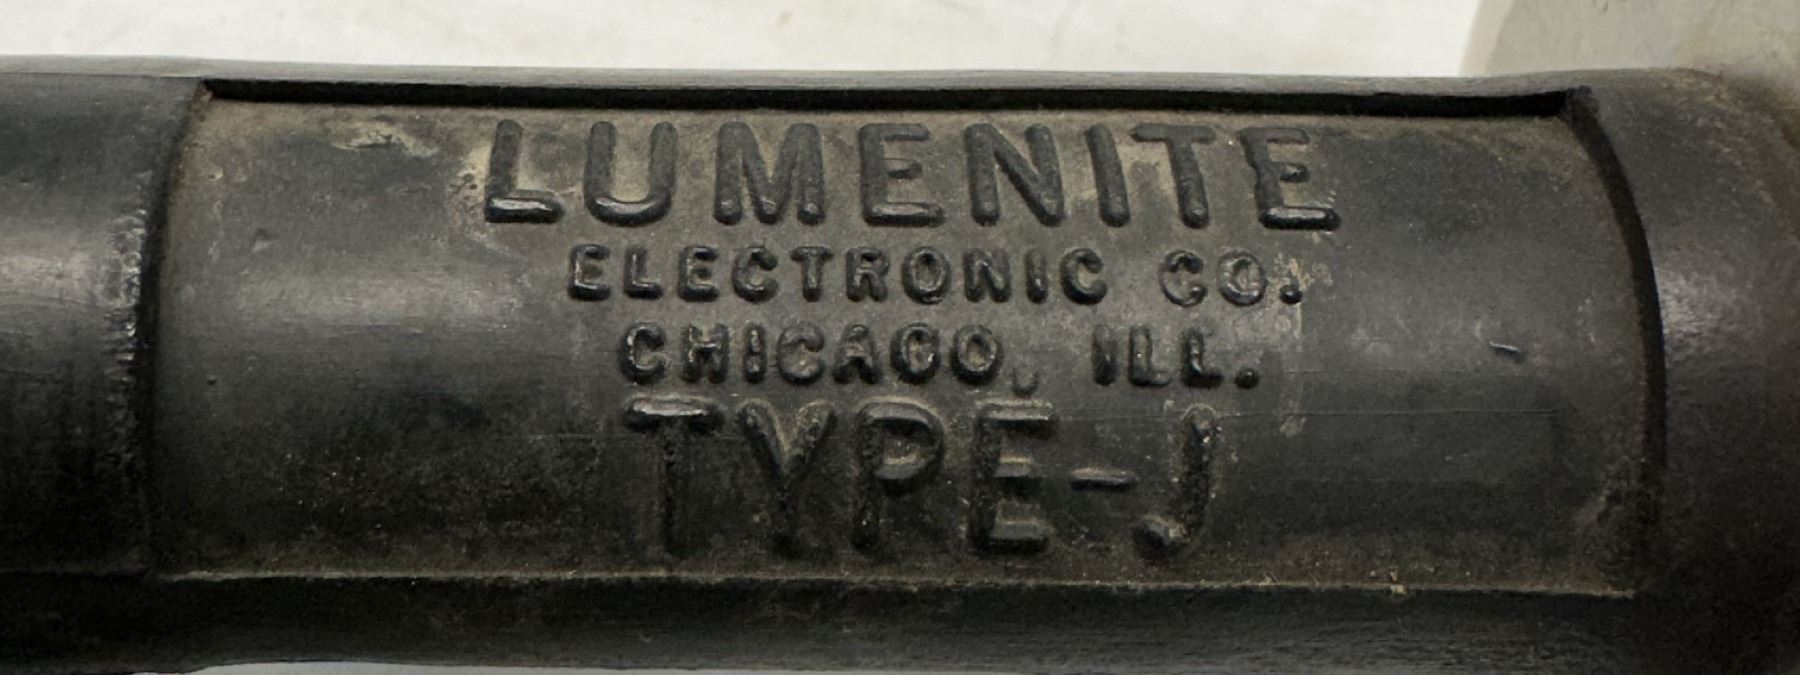 LUMENITE
ELECTRONIC CO.
CHICAGO, ILL.
TYPE-J